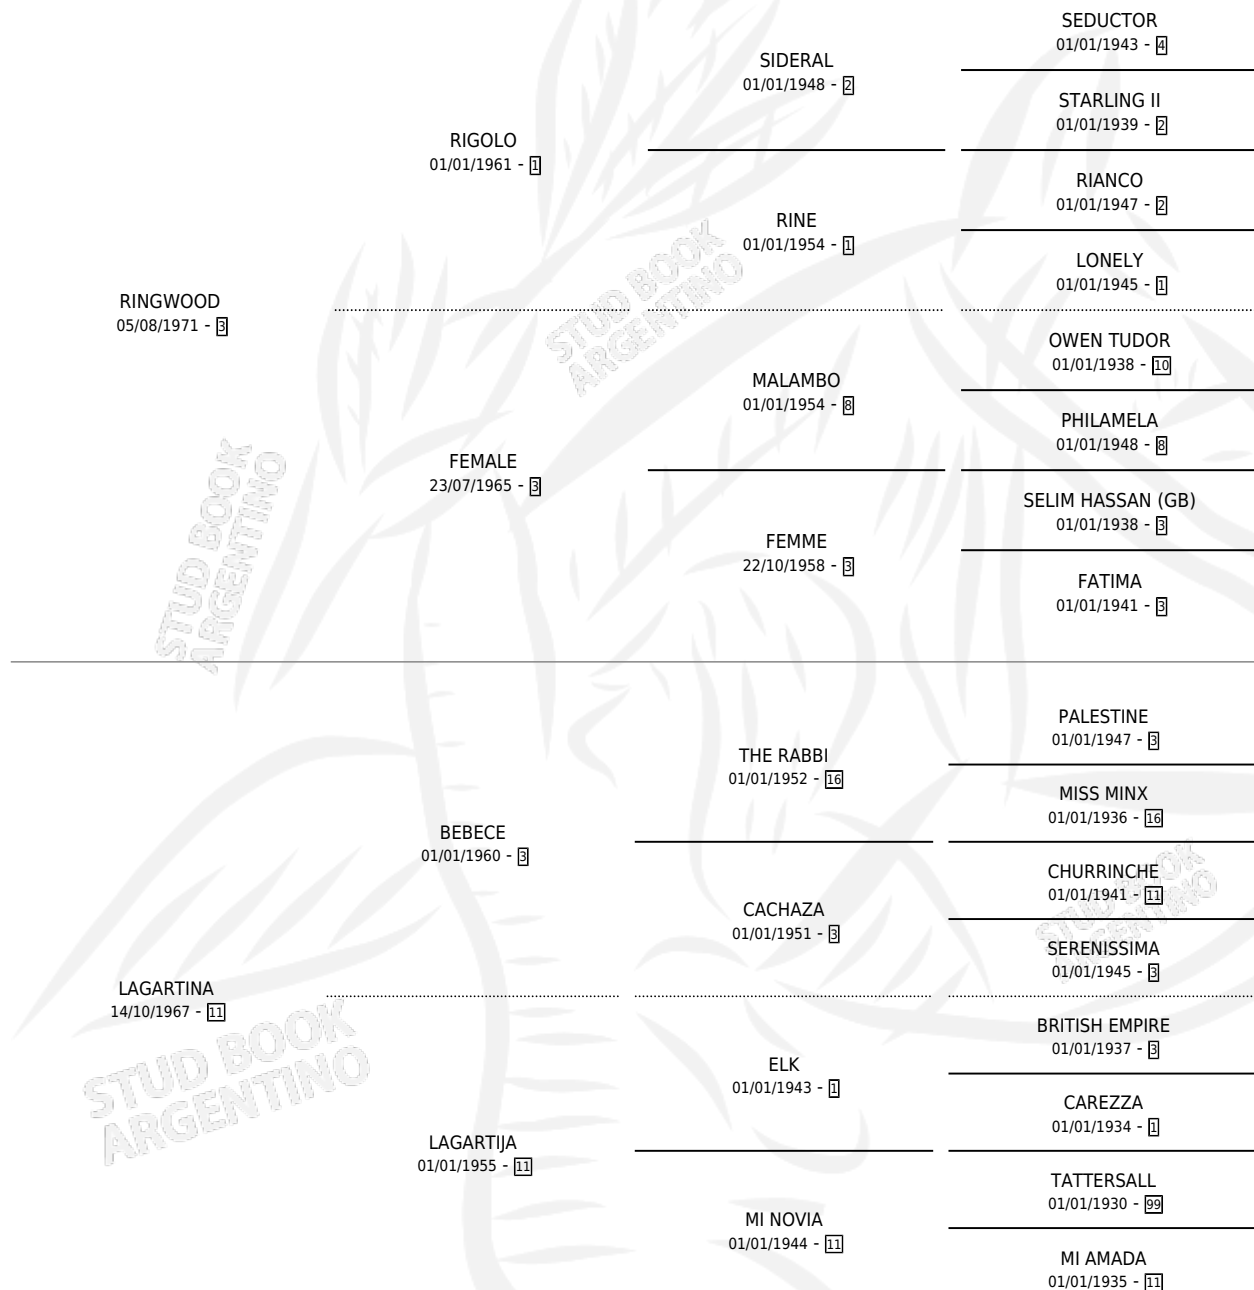 SEDUCTOR
01/01/1943 - 4
SIDERAL
01/01/1948 - 2
STARLING II
01/01/1939 - 2
RIGOLO
01/01/1961 - 1
RIANCO
01/01/1947 - 2
RINE
01/01/1954 - 1
LONELY
01/01/1945 - 1
RINGWOOD
05/08/1971 - 3
OWEN TUDOR
01/01/1938 - 10
MALAMBO
01/01/1954 - 8
PHILAMELA
01/01/1948 - 8
FEMALE
23/07/1965 - 3
SELIM HASSAN (GB)
01/01/1938 - 3
FEMME
22/10/1958 - 3
FATIMA
01/01/1941 - 3
STUD BOOK
ARGENTINO
STUD BOOK
ARGENTINO
PALESTINE
01/01/1947 - 3
THE RABBI
01/01/1952 - 16
MISS MINX
01/01/1936 - 16
BEBECE
01/01/1960 - 3
CHURRINCHE
01/01/1941 - 11
CACHAZA
01/01/1951 - 3
SERENISSIMA
01/01/1945 - 3
LAGARTINA
14/10/1967 - 11
BRITISH EMPIRE
01/01/1937 - 3
ELK
01/01/1943 - 1
CAREZZA
01/01/1934 - 1
LAGARTIJA
01/01/1955 - 11
TATTERSALL
01/01/1930 - 99
MI NOVIA
01/01/1944 - 11
MI AMADA
01/01/1935 - 11
STUD BOOK
ARGENTINO
STUD BOOK
ARGENTINO